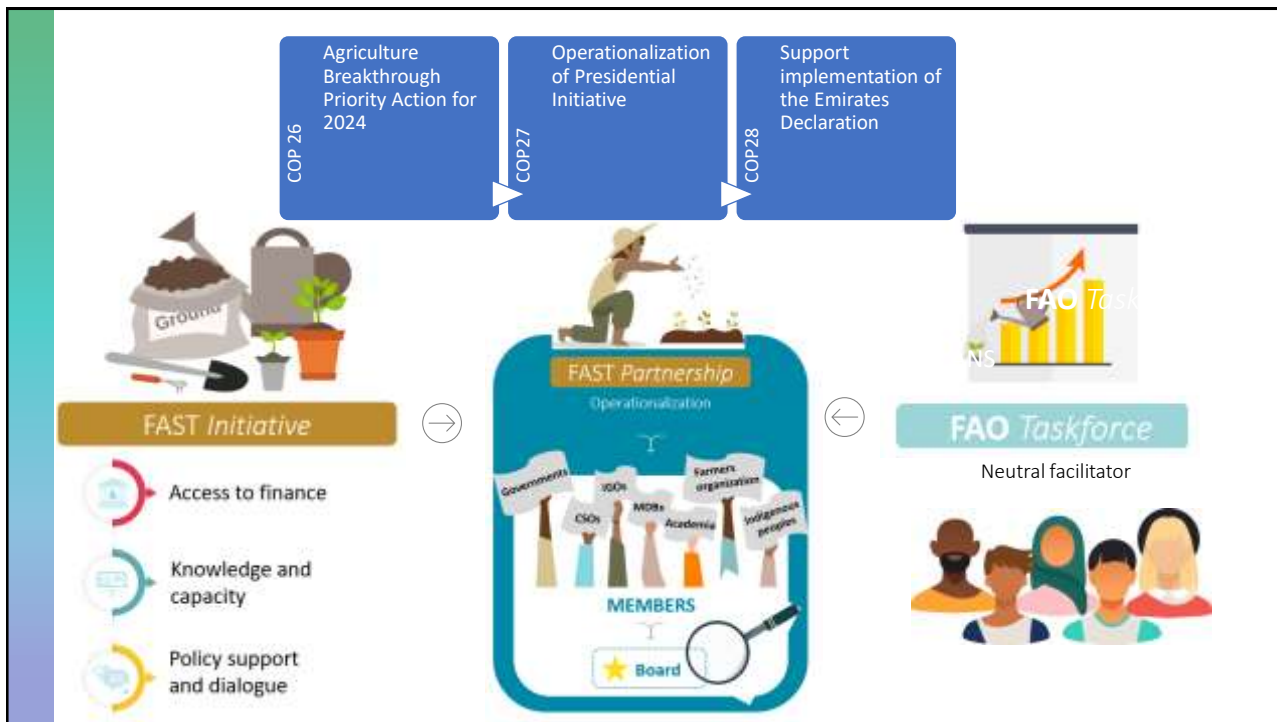 COP 26
Agriculture
Breakthrough
Priority Action for
2024
COP27
Operationalization
of Presidential
Initiative
COP28
Support
implementation of
the Emirates
Declaration
Ground
FAST Initiative
Access to finance
Knowledge and
capacity
Policy support
and dialogue
FAST Partnership
Operationalization
Governments
CSOs
IGOs
MDBs
Academia
Farmers
organization
Indigenous
peoples
MEMBERS
Board
FAO Task
NS
FAO Taskforce
Neutral facilitator